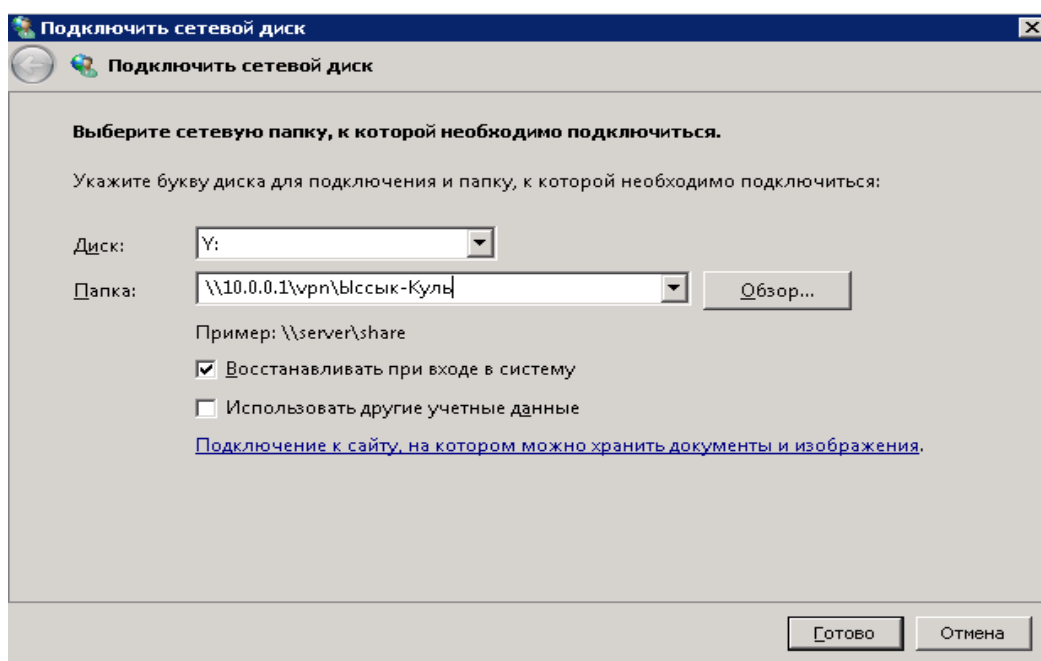 Подключить сетевой диск
Подключить сетевой диск
Выберите сетевую папку, к которой необходимо подключиться.
Укажите букву диска для подключения и папку, к которой необходимо подключиться:
Диск: Y:
Папка: \\10.0.0.1\vpn\Ыссык-Куль Обзор...
Пример: \\server\share
Восстанавливать при входе в систему
Использовать другие учетные данные
Подключение к сайту, на котором можно хранить документы и изображения.
Готово Отмена